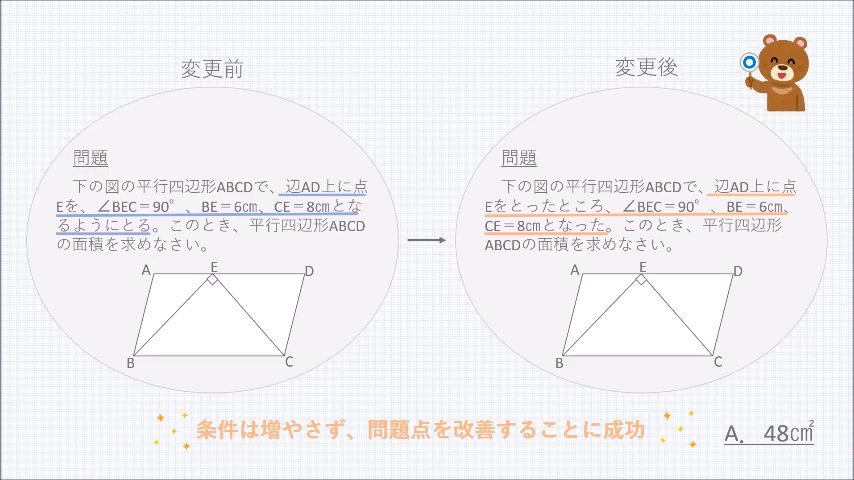 変更前
問題
下の図の平行四辺形ABCDで、辺AD上に点
Eを、∠BEC＝90°、BE＝6㎝、CE＝8㎝とな
るようにとる。このとき、平行四辺形ABCD
の面積を求めなさい。
A
E
D
B
C
変更後
問題
下の図の平行四辺形ABCDで、辺AD上に点
Eをとったところ、∠BEC＝90°、BE＝6㎝、
CE＝8㎝となった。このとき、平行四辺形
ABCDの面積を求めなさい。
A
E
D
B
C
条件は増やさず、問題点を改善することに成功
A. 48㎠